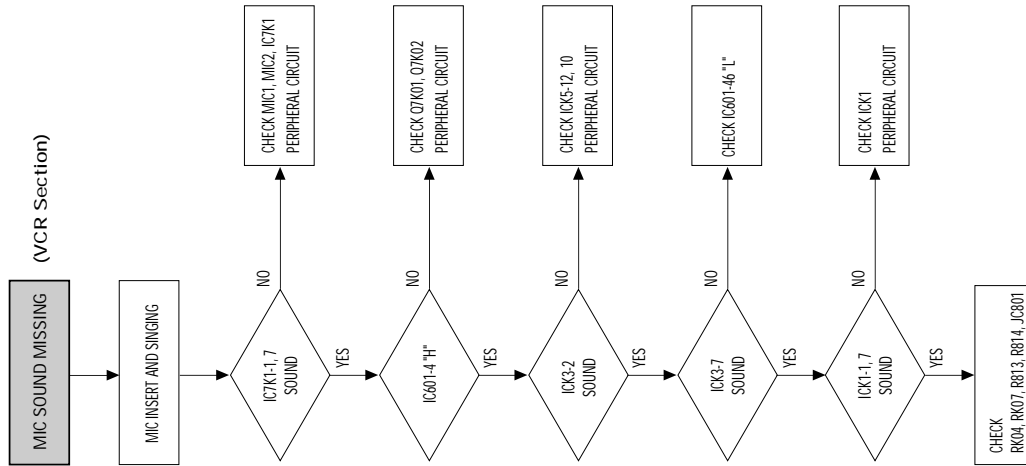 MIC SOUND MISSING
(VCR Section)
MIC INSERT AND SINGING
IC7K1-1, 7
SOUND
NO
CHECK MIC1, MIC2, IC7K1
PERIPHERAL CIRCUIT
YES
IC601-4 "H"
NO
CHECK Q7K01, Q7K02
PERIPHERAL CIRCUIT
YES
ICK3-2
SOUND
NO
CHECK ICK5-12, 10
PERIPHERAL CIRCUIT
YES
ICK3-7
SOUND
NO
CHECK IC601-46 "L"
YES
ICK1-1, 7
SOUND
NO
CHECK ICK1
PERIPHERAL CIRCUIT
YES
CHECK
RK04, RK07, R813, R814, JC801